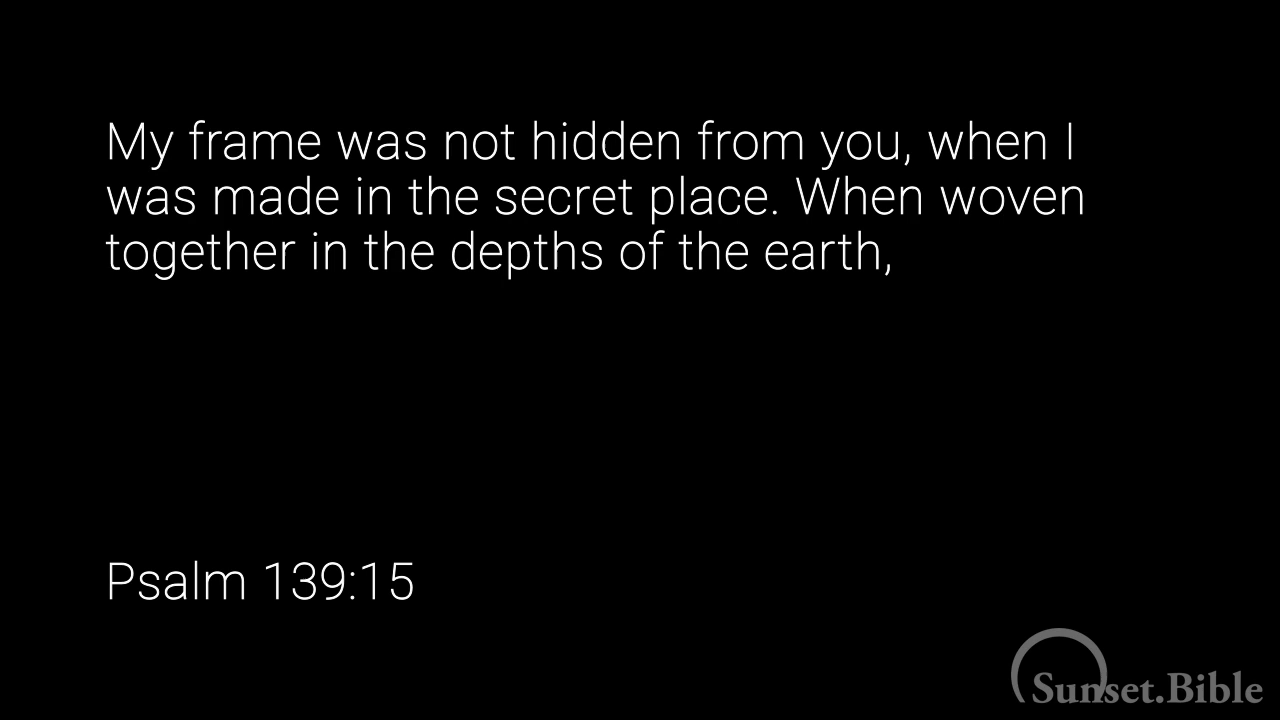 My frame was not hidden from you, when I
was made in the secret place. When woven
together in the depths of the earth,
Psalm 139:15
Sunset.Bible